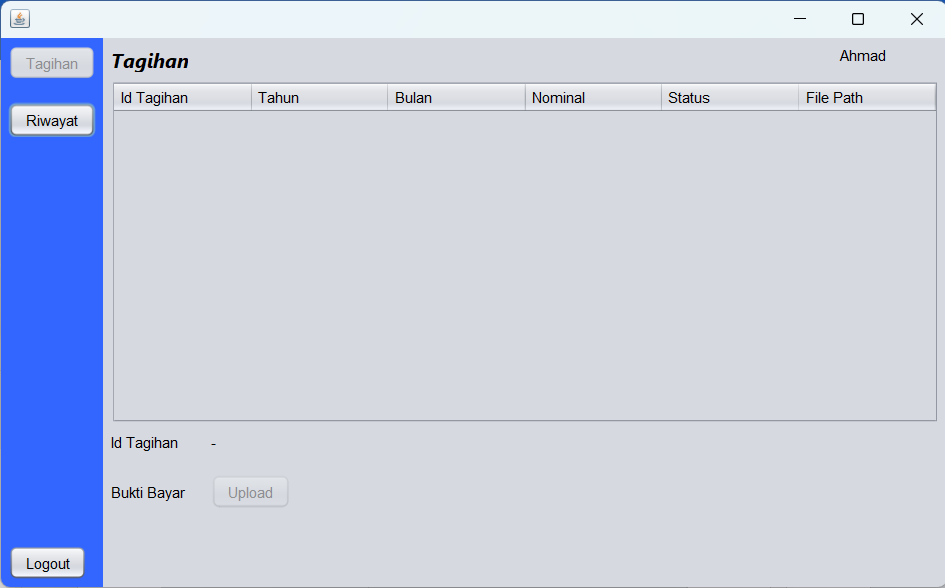 Tagihan
Tagihan
Ahmad
Riwayat
Id Tagihan Tahun Bulan Nominal Status File Path
Id Tagihan -
Bukti Bayar Upload
Logout